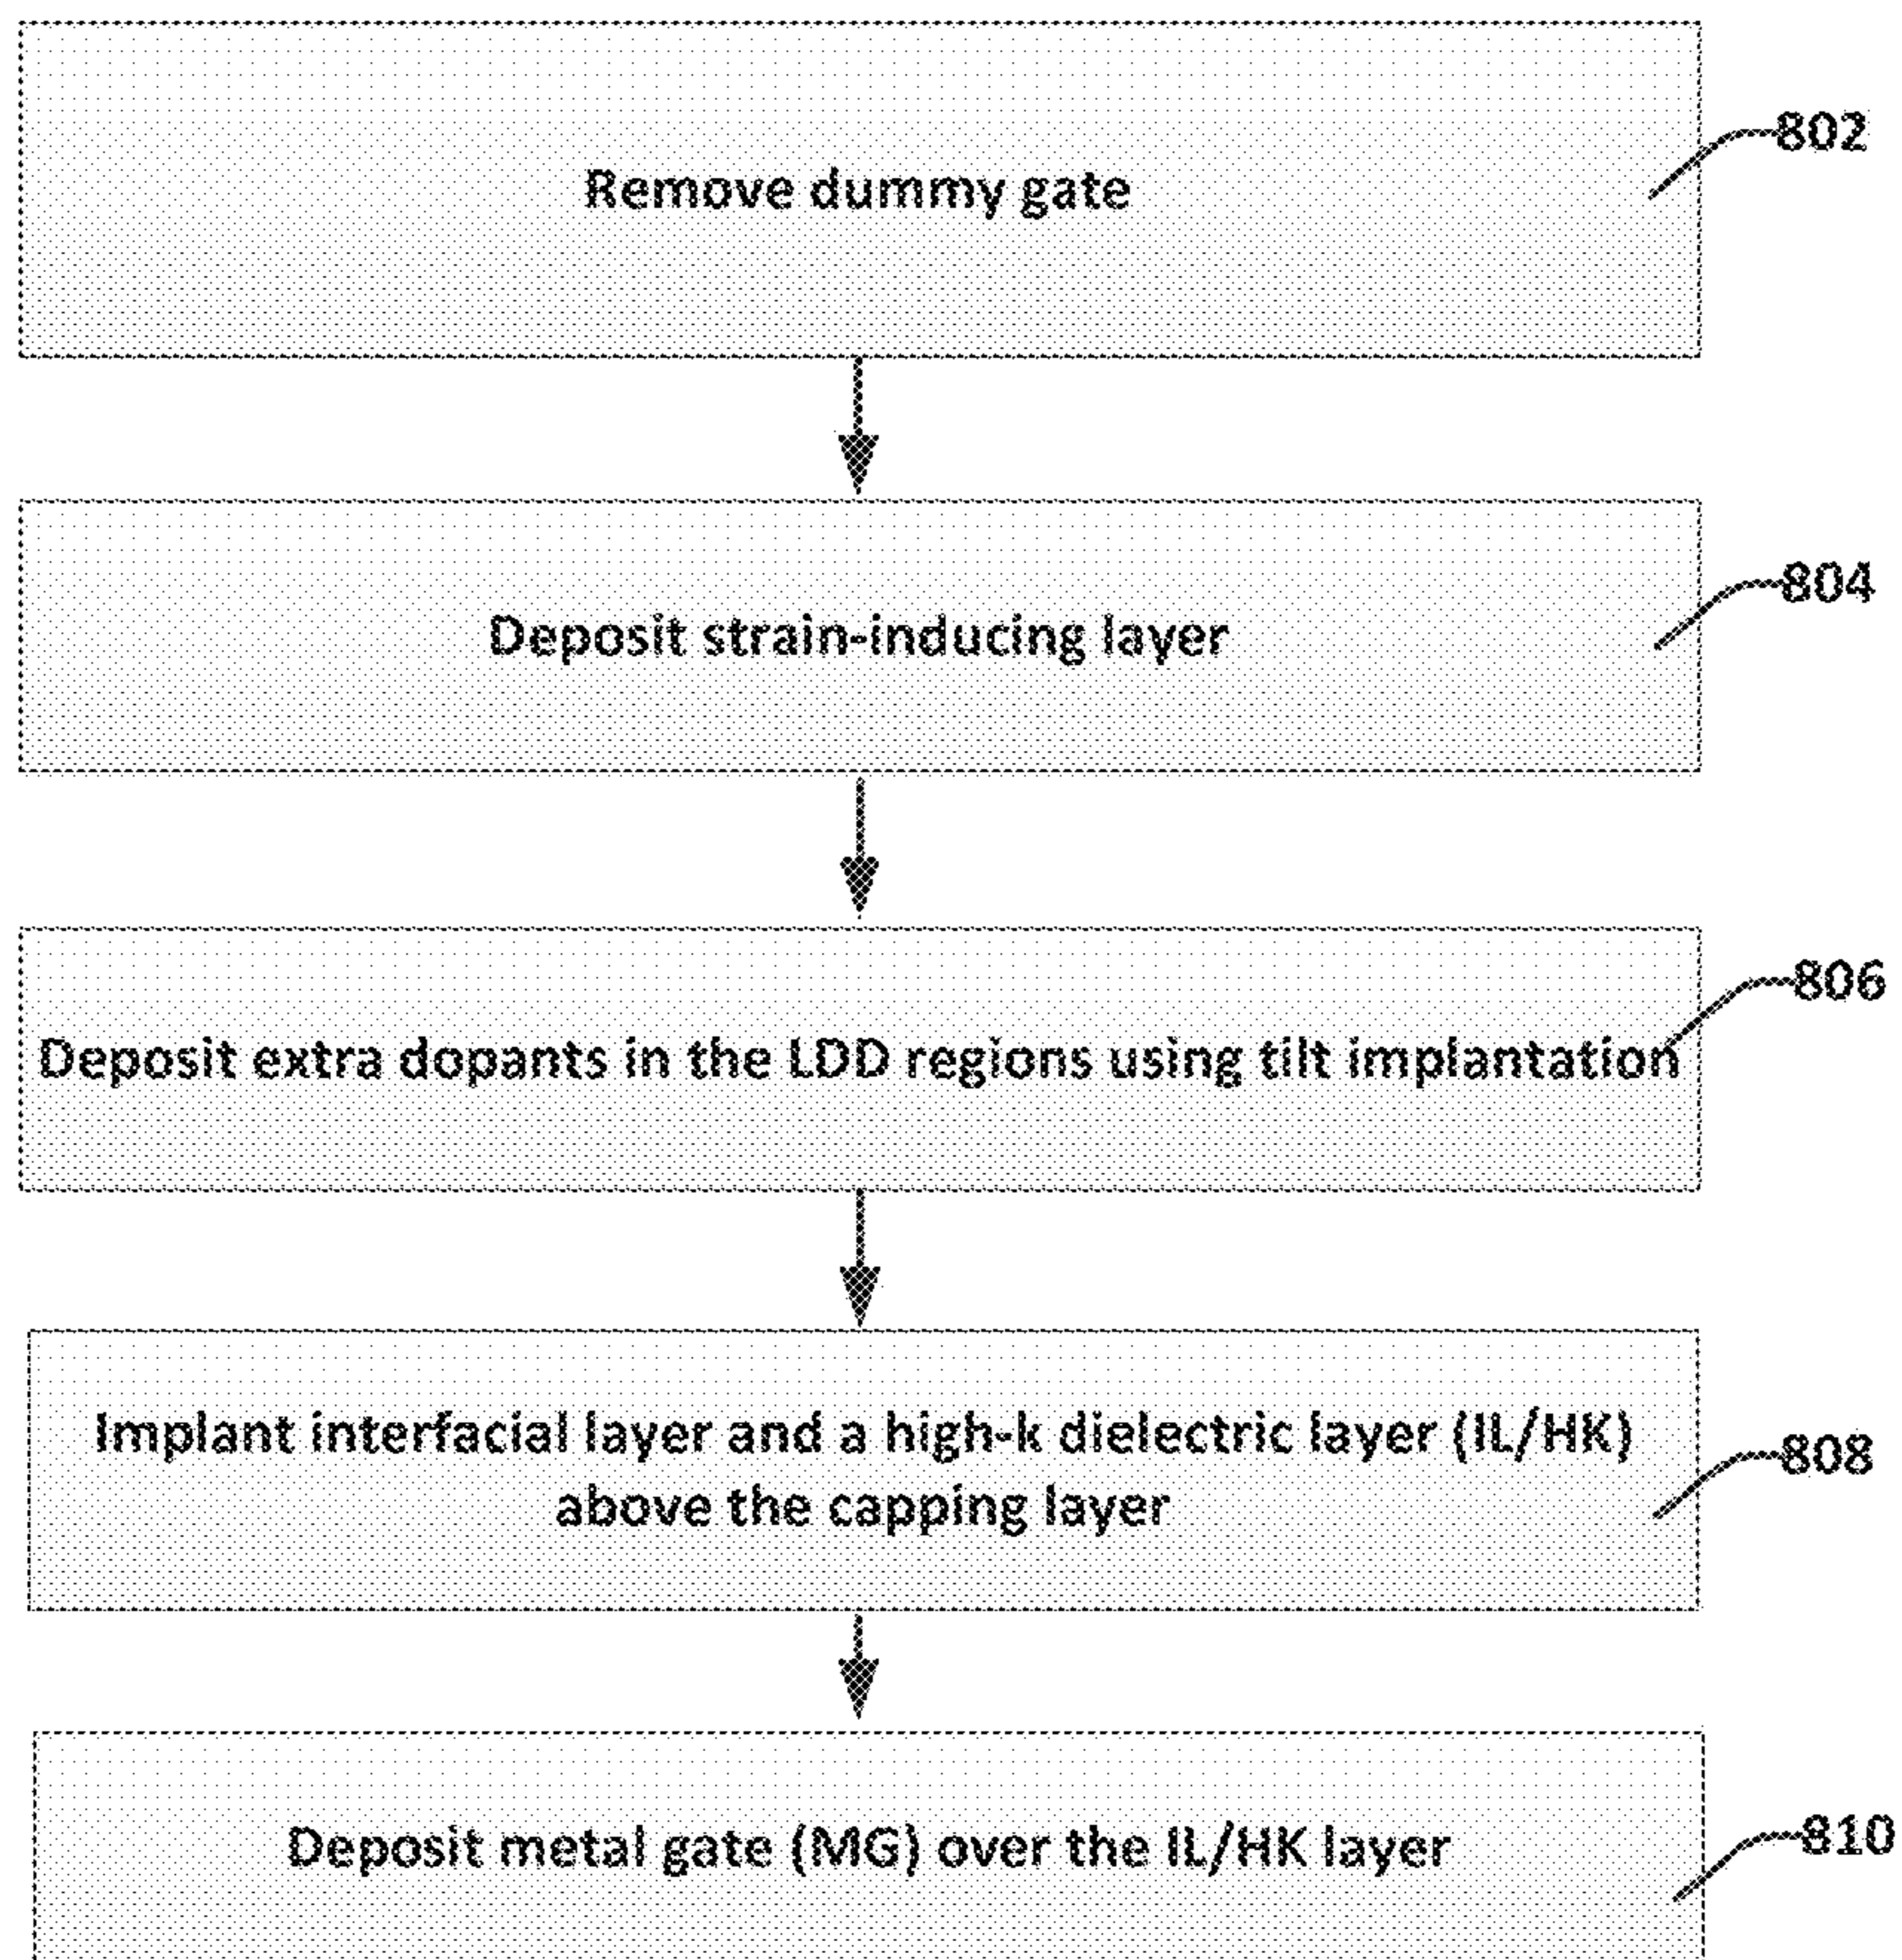 Remove dummy gate
802
Deposit strain-inducing layer
804
Deposit extra dopants in the LDD regions using tilt implantation
806
Implant interfacial layer and a high-k dielectric layer (IL/HK)
above the capping layer
808
Deposit metal gate (MG) over the IL/HK layer
810